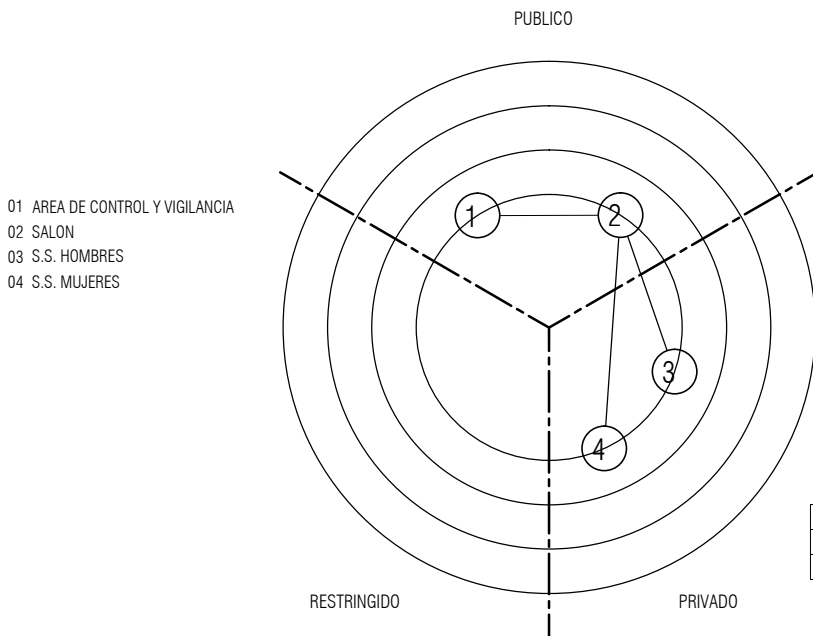 PUBLICO
01 AREA DE CONTROL Y VIGILANCIA
02 SALON
03 S.S. HOMBRES
04 S.S. MUJERES
1
2
3
4
RESTRINGIDO
PRIVADO